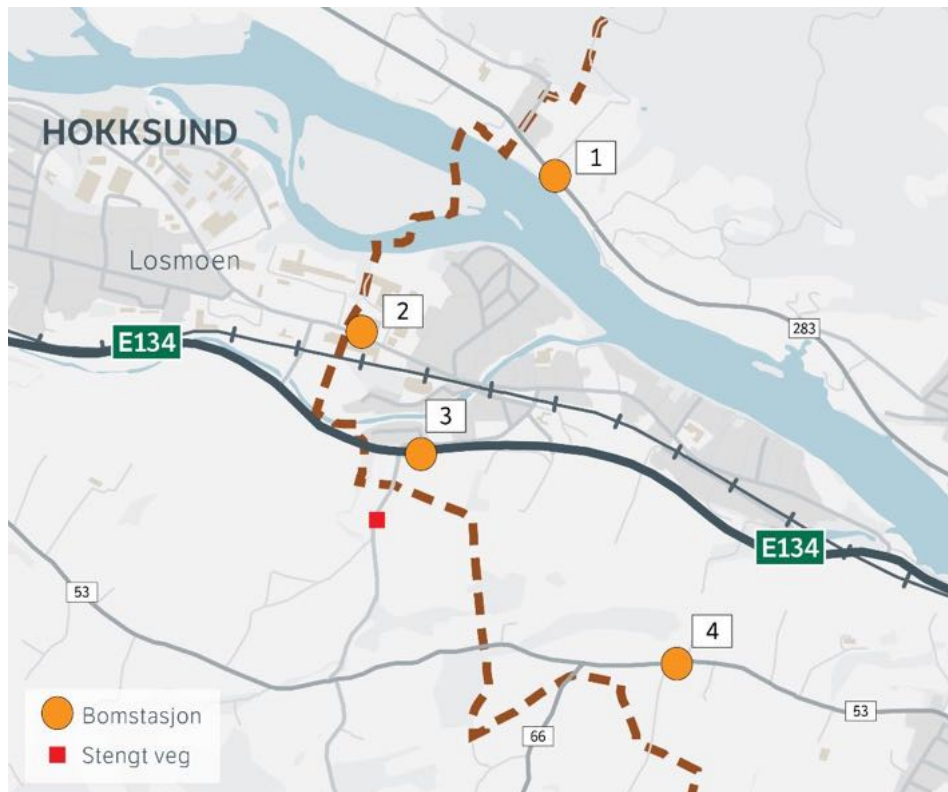 HOKKSUND
1
Losmoen
2
E134
283
3
E134
53
4
53
66
Bomstasjon
Stengt veg